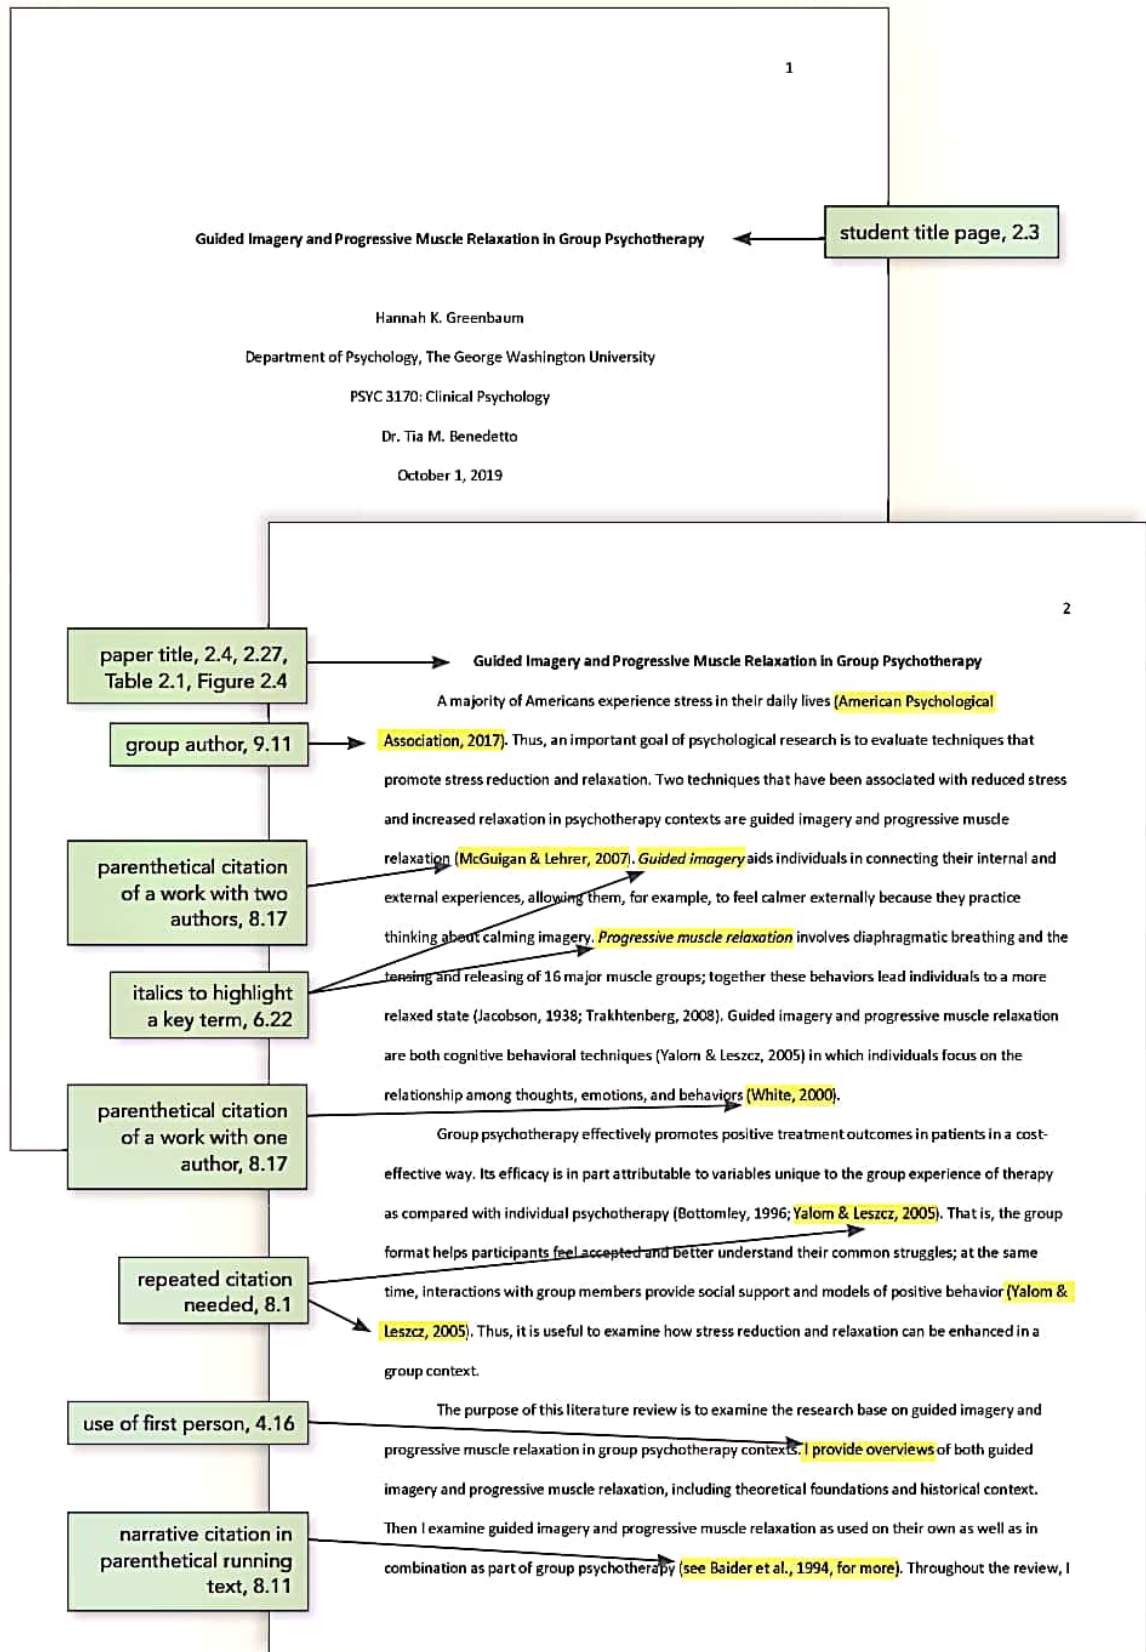 1
Guided Imagery and Progressive Muscle Relaxation in Group Psychotherapy
student title page, 2.3
Hannah K. Greenbaum
Department of Psychology, The George Washington University
PSYC 3170: Clinical Psychology
Dr. Tia M. Benedetto
October 1, 2019
2
paper title, 2.4, 2.27,
Table 2.1, Figure 2.4
Guided Imagery and Progressive Muscle Relaxation in Group Psychotherapy
A majority of Americans experience stress in their daily lives (American Psychological
group author, 9.11
Association, 2017). Thus, an important goal of psychological research is to evaluate techniques that
promote stress reduction and relaxation. Two techniques that have been associated with reduced stress
and increased relaxation in psychotherapy contexts are guided imagery and progressive muscle
parenthetical citation
of a work with two
authors, 8.17
relaxation (McGuigan & Lehrer, 2007). Guided imagery aids individuals in connecting their internal and
external experiences, allowing them, for example, to feel calmer externally because they practice
thinking about calming imagery. Progressive muscle relaxation involves diaphragmatic breathing and the
italics to highlight
a key term, 6.22
tensing and releasing of 16 major muscle groups; together these behaviors lead individuals to a more
relaxed state (Jacobson, 1938; Trakhtenberg, 2008). Guided imagery and progressive muscle relaxation
are both cognitive behavioral techniques (Yalom & Leszcz, 2005) in which individuals focus on the
relationship among thoughts, emotions, and behaviors (White, 2000).
parenthetical citation
of a work with one
author, 8.17
Group psychotherapy effectively promotes positive treatment outcomes in patients in a cost-
effective way. Its efficacy is in part attributable to variables unique to the group experience of therapy
as compared with individual psychotherapy (Bottomley, 1996; Yalom & Leszcz, 2005). That is, the group
format helps participants feel accepted and better understand their common struggles; at the same
repeated citation
needed, 8.1
time, interactions with group members provide social support and models of positive behavior (Yalom &
Leszcz, 2005). Thus, it is useful to examine how stress reduction and relaxation can be enhanced in a
group context.
use of first person, 4.16
The purpose of this literature review is to examine the research base on guided imagery and
progressive muscle relaxation in group psychotherapy contexts. I provide overviews of both guided
imagery and progressive muscle relaxation, including theoretical foundations and historical context.
narrative citation in
parenthetical running
text, 8.11
Then I examine guided imagery and progressive muscle relaxation as used on their own as well as in
combination as part of group psychotherapy (see Baider et al., 1994, for more). Throughout the review, I